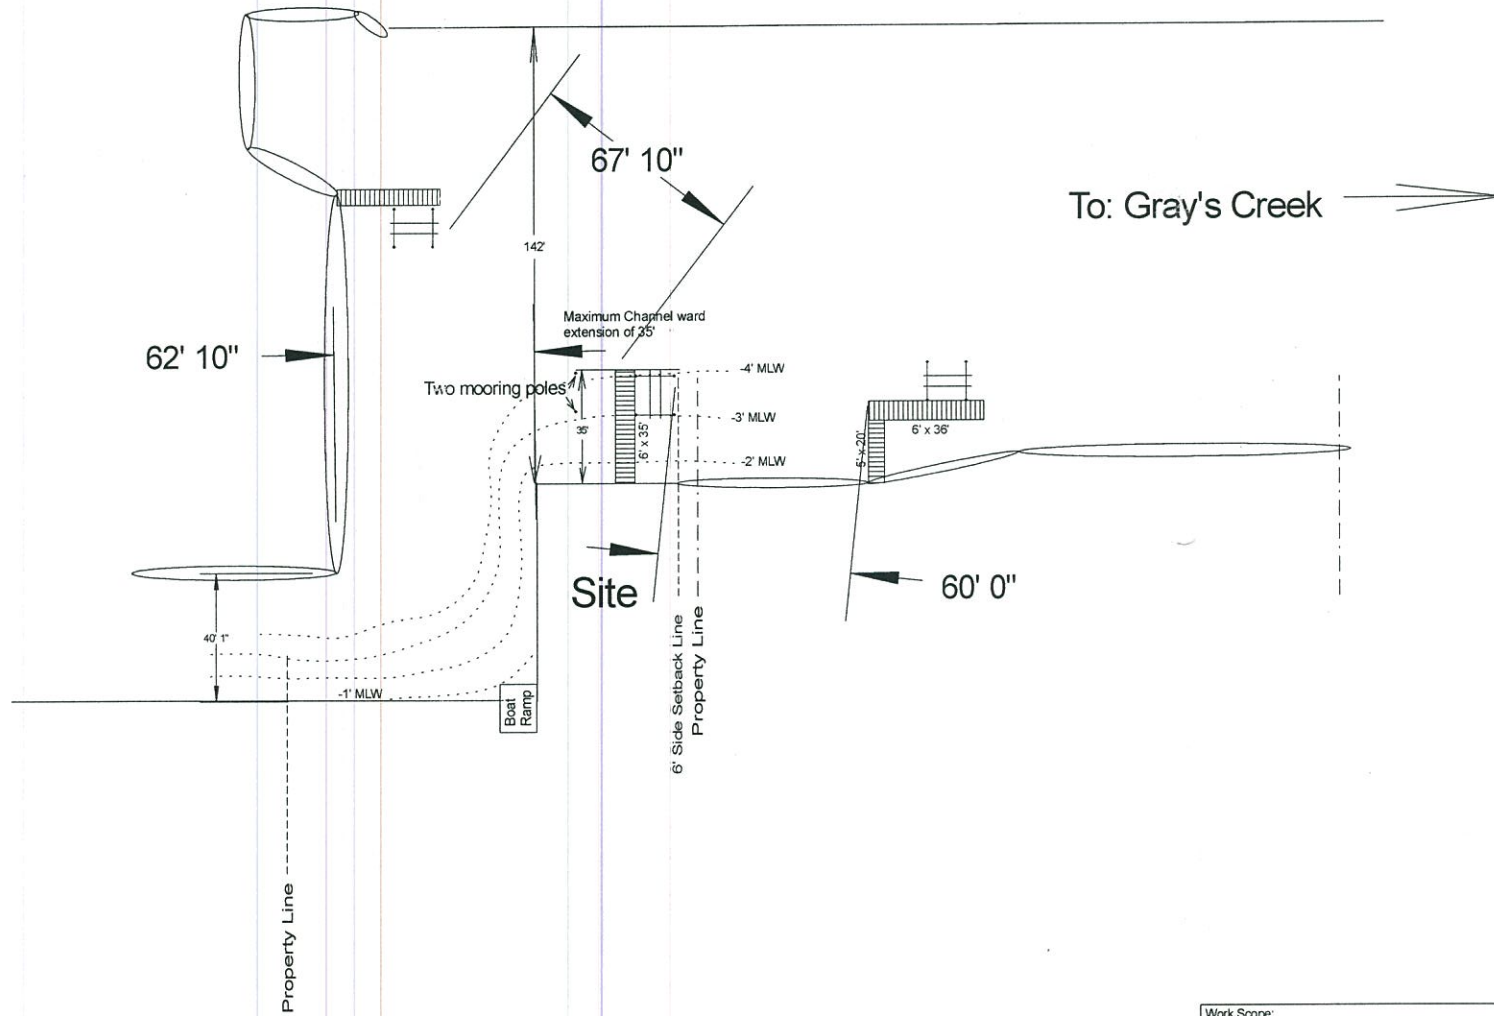 67' 10"
To: Gray's Creek
142'
Maximum Channel ward
extension of 35'
62' 10"
-4' MLW
Two mooring poles
-3' MLW
35'
6' x 35'
6' x 36'
5' x 20'
-2' MLW
Site
60' 0"
40' 1"
-1' MLW
Boat
Ramp
6' Side Setback Line
Property Line
Property Line
Work Scope: